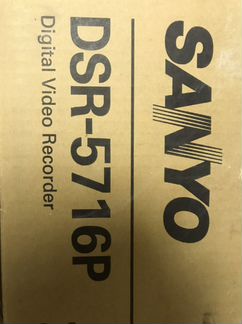 SANYO
DSR-5716P
Digital Video Recorder